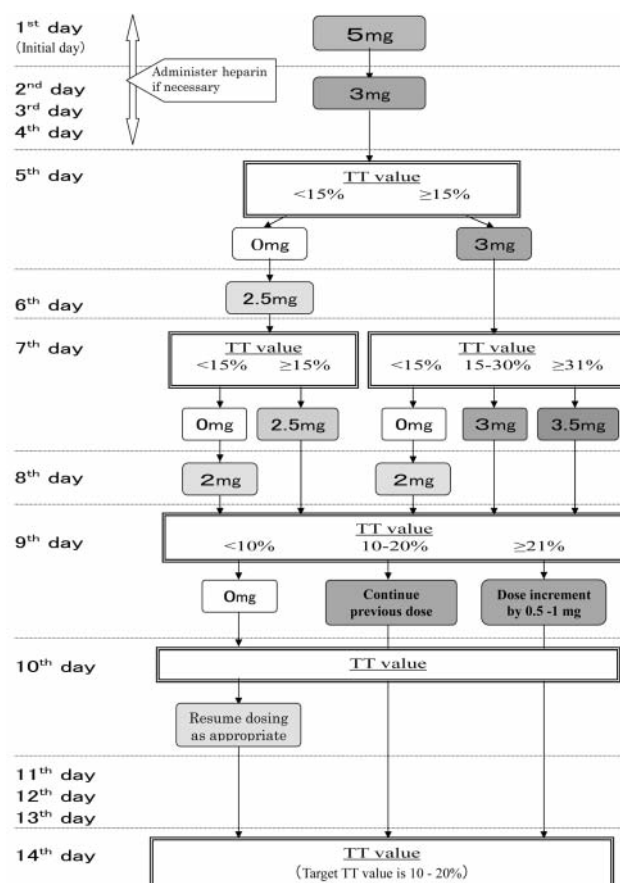 1st day
(Initial day)
5mg
Administer heparin
if necessary
2nd day
3rd day
4th day
3mg
5th day
TT value
<15% ≥15%
0mg 3mg
6th day
2.5mg
7th day
TT value
<15% ≥15%
TT value
<15% 15-30% ≥31%
0mg 2.5mg 0mg 3mg 3.5mg
8th day
2mg 2mg
9th day
TT value
<10% 10-20% ≥21%
0mg
Continue
previous dose
Dose increment
by 0.5 -1 mg
10th day
TT value
Resume dosing
as appropriate
11th day
12th day
13th day
14th day
TT value
(Target TT value is 10 - 20%)